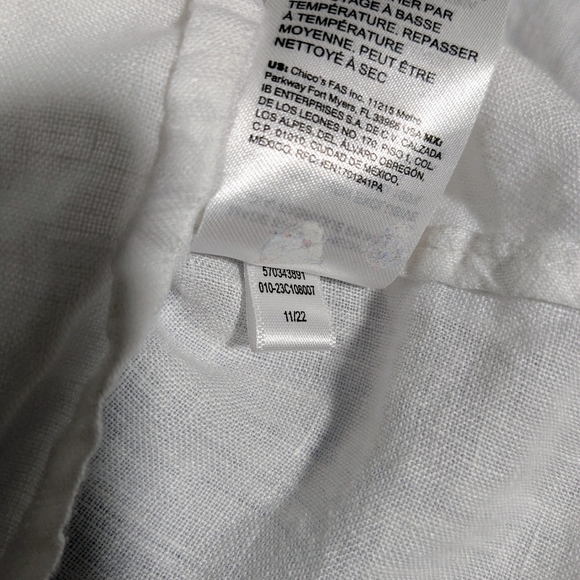 TEMPÉRATURE, REPASSER
À TEMPÉRATURE
MOYENNE, PEUT ÊTRE
NETTOYÉ À SEC
US: Chico's FAS Inc. 11215 Metro
Parkway Fort Myers, FL 33966 USA MX:
IB ENTERPRISES S.A. DE C.V. CALZADA
DE LOS LEONES NO. 170, PISO 1, COL.
LOS ALPES, DEL. ÁLVARO OBREGÓN,
C.P. 01010, CIUDAD DE MÉXICO,
MÉXICO, RFC: IEN1701241PA
570343891
010-23C108007
11/22